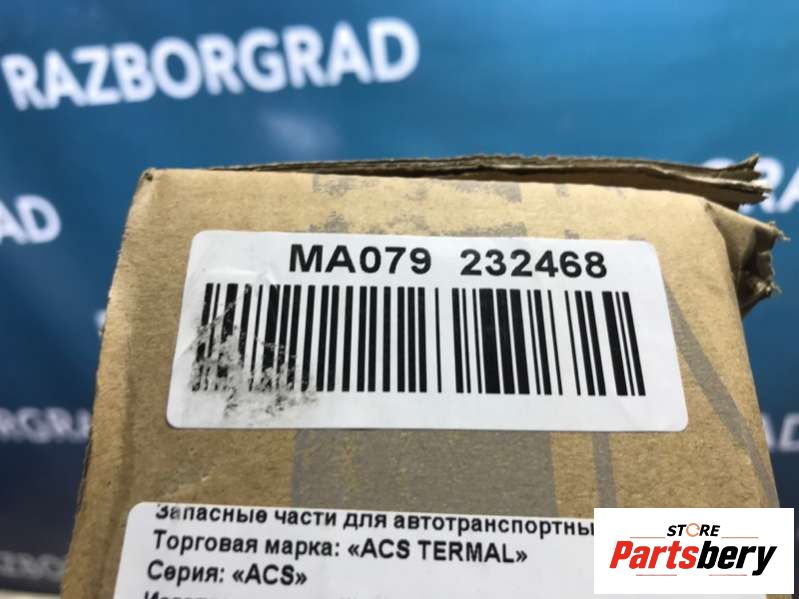 RAZBORGRAD
MA079 232468
Запасные части для автотранспортны
Торговая марка: «ACS TERMAL»
Серия: «ACS»
STORE
Partsbery